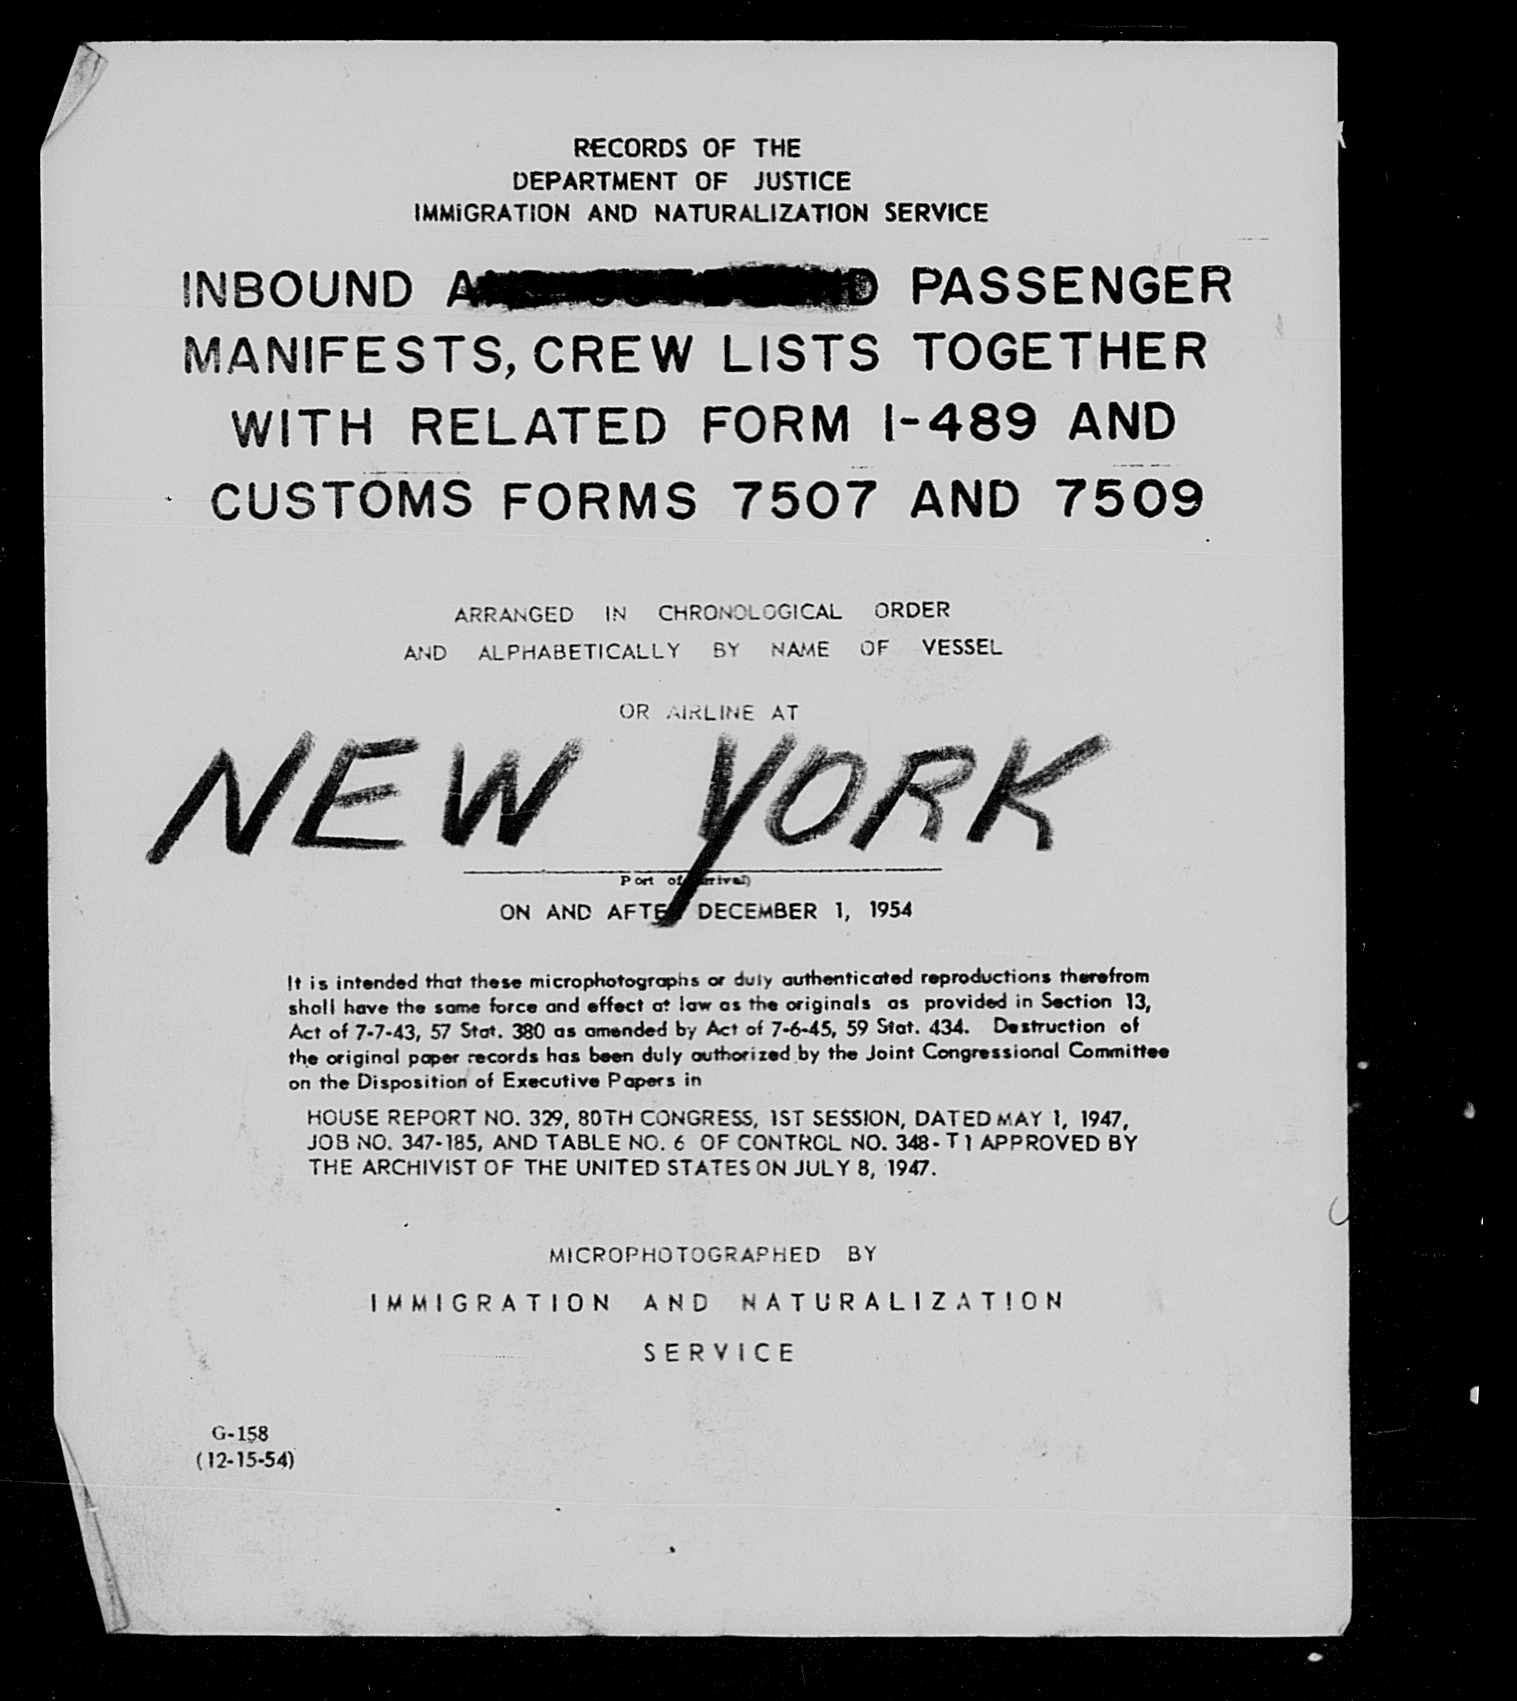 RECORDS OF THE
DEPARTMENT OF JUSTICE
IMMIGRATION AND NATURALIZATION SERVICE
INBOUND PASSENGER
MANIFESTS, CREW LISTS TOGETHER
WITH RELATED FORM I-489 AND
CUSTOMS FORMS 7507 AND 7509
ARRANGED IN CHRONOLOGICAL ORDER
AND ALPHABETICALLY BY NAME OF VESSEL
OR AIRLINE AT
NEW YORK
Port of
ON AND AFTER DECEMBER 1, 1954
It is intended that these microphotographs or duly authenticated reproductions therefrom
shall have the same force and effect at law as the originals as provided in Section 13,
Act of 7-7-43, 57 Stat. 380 as amended by Act of 7-6-45, 59 Stat. 434. Destruction of
the original paper records has been duly authorized by the Joint Congressional Committee
on the Disposition of Executive Papers in
HOUSE REPORT NO. 329, 80TH CONGRESS, 1ST SESSION, DATED MAY 1, 1947,
JOB NO. 347-185, AND TABLE NO. 6 OF CONTROL NO. 348-T1 APPROVED BY
THE ARCHIVIST OF THE UNITED STATES ON JULY 8, 1947.
MICROPHOTOGRAPHED BY
IMMIGRATION AND NATURALIZATION
SERVICE
G-158
(12-15-54)